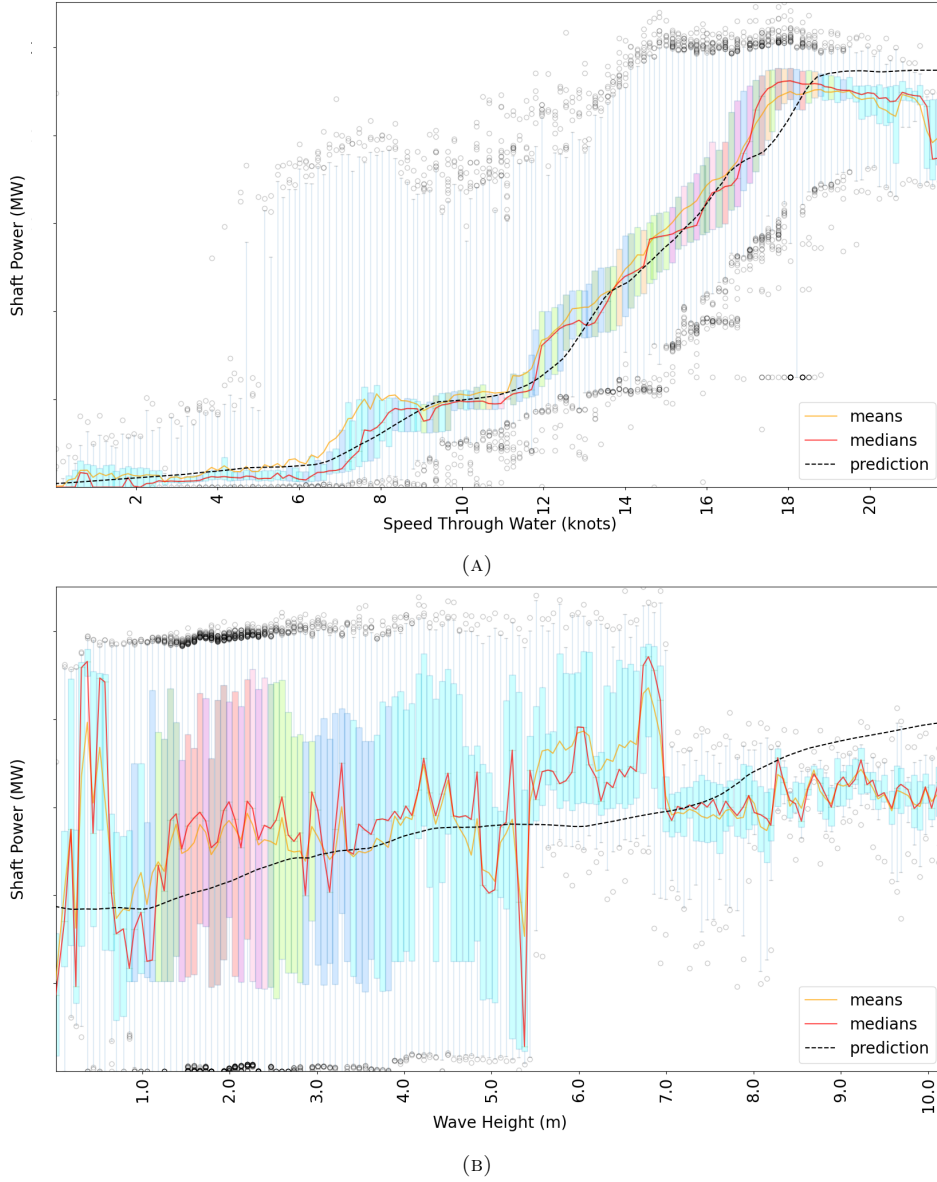 Shaft Power (MW)
means
medians
prediction
2 4 6 8 10 12 14 16 18 20
Speed Through Water (knots)
(A)
Shaft Power (MW)
means
medians
prediction
1.0 2.0 3.0 4.0 5.0 6.0 7.0 8.0 9.0 10.0
Wave Height (m)
(B)